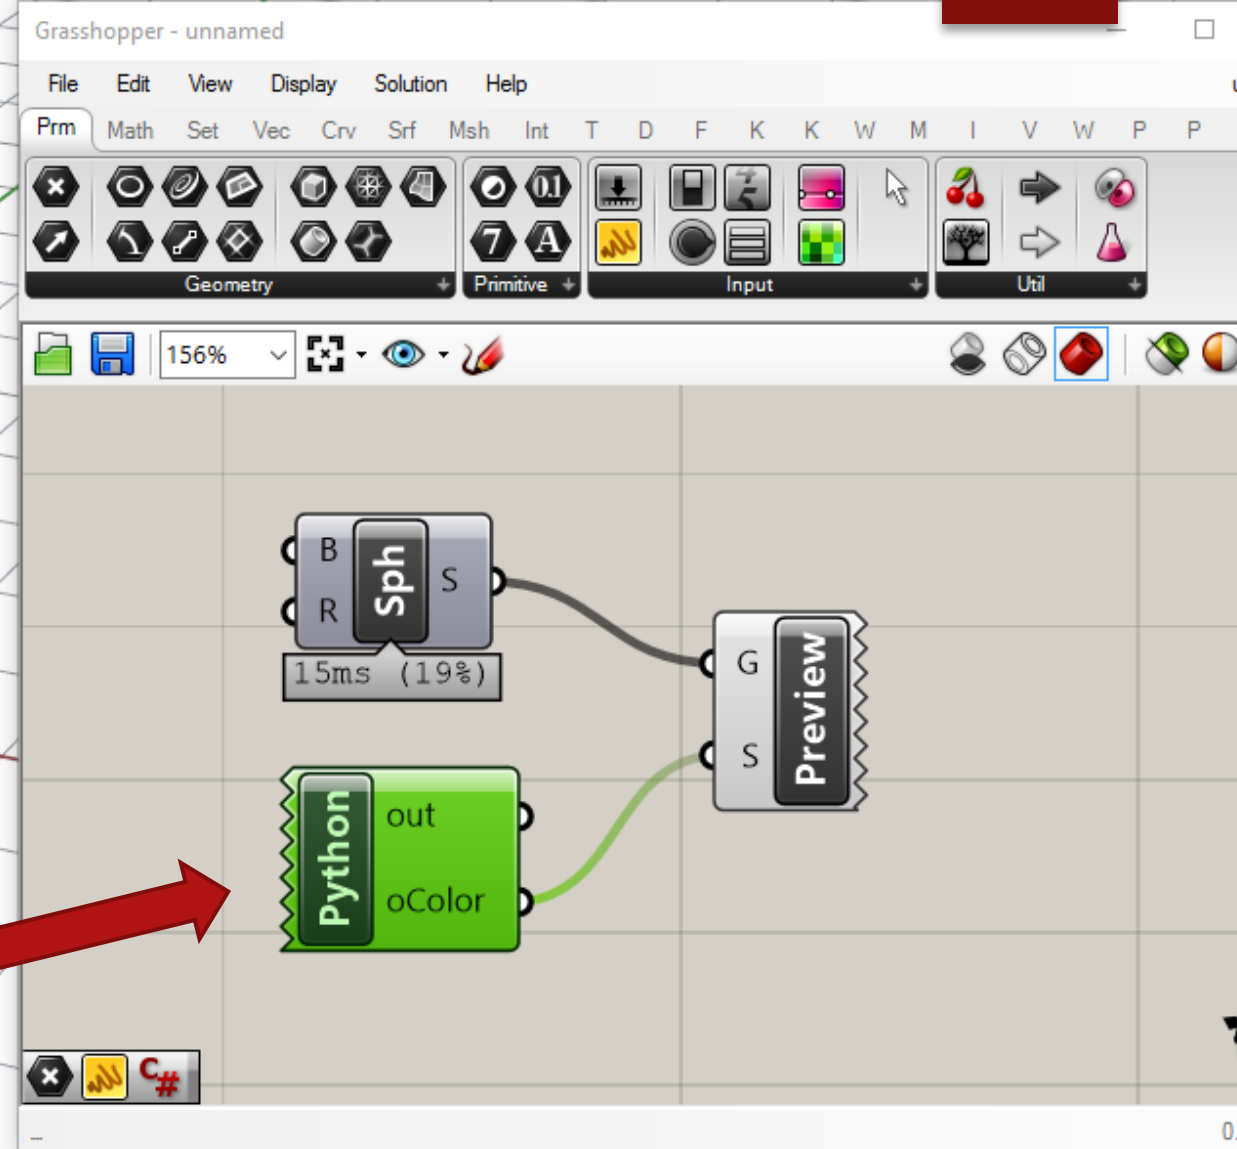 Grasshopper - unnamed
File Edit View Display Solution Help
Prm Math Set Vec Crv Srf Msh Int T D F K K W M I V W P P
0.1
7 A
Geometry Primitive Input Util
156%
B
R
Sph
S
15ms (19%)
G
S
Preview
Python
out
oColor
C#